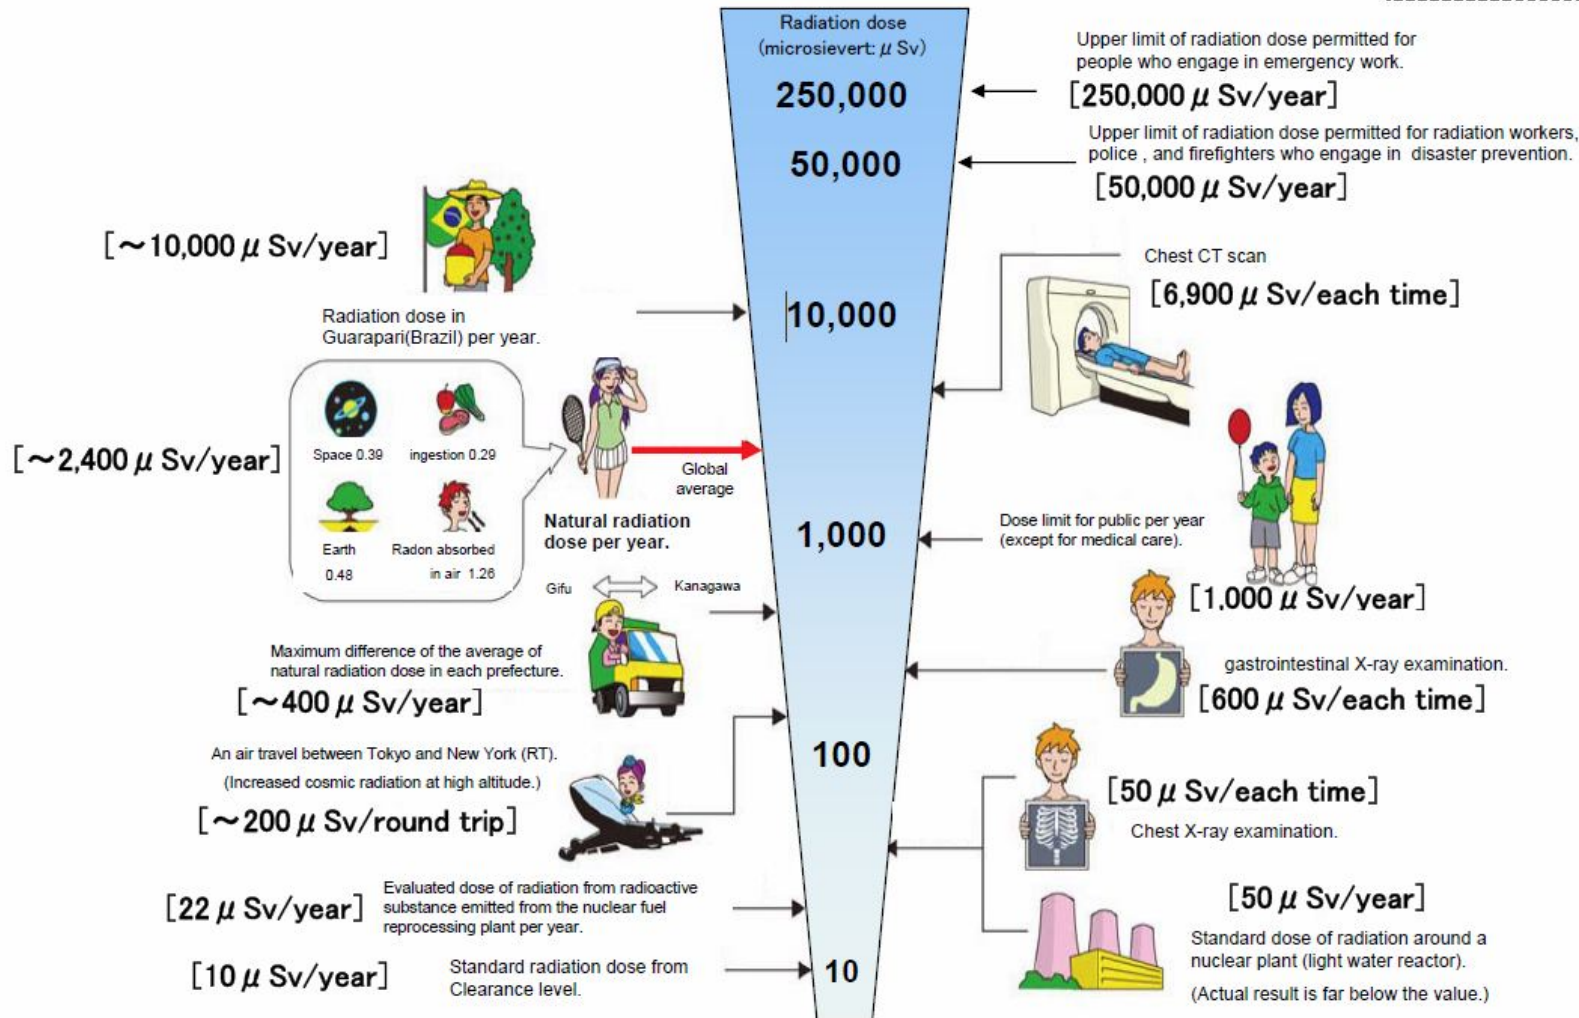 Radiation dose
(microsievert: μ Sv)
250,000
50,000
10,000
1,000
100
10
Upper limit of radiation dose permitted for
people who engage in emergency work.
[250,000 μ Sv/year]
Upper limit of radiation dose permitted for radiation workers,
police , and firefighters who engage in disaster prevention.
[50,000 μ Sv/year]
[~10,000 μ Sv/year]
Radiation dose in
Guarapari(Brazil) per year.
Chest CT scan
[6,900 μ Sv/each time]
[~2,400 μ Sv/year]
Space 0.39
ingestion 0.29
Earth
0.48
Radon absorbed
in air 1.26
Global
average
Natural radiation
dose per year.
Dose limit for public per year
(except for medical care).
[1,000 μ Sv/year]
Gifu
Kanagawa
Maximum difference of the average of
natural radiation dose in each prefecture.
[~400 μ Sv/year]
gastrointestinal X-ray examination.
[600 μ Sv/each time]
An air travel between Tokyo and New York (RT).
(Increased cosmic radiation at high altitude.)
[~200 μ Sv/round trip]
[50 μ Sv/each time]
Chest X-ray examination.
[22 μ Sv/year]
Evaluated dose of radiation from radioactive
substance emitted from the nuclear fuel
reprocessing plant per year.
[50 μ Sv/year]
Standard dose of radiation around a
nuclear plant (light water reactor).
(Actual result is far below the value.)
[10 μ Sv/year]
Standard radiation dose from
Clearance level.